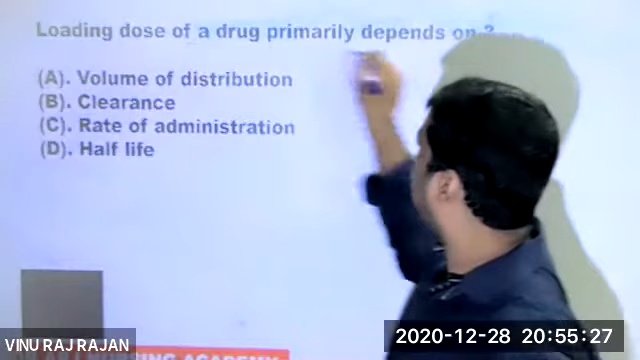 Loading dose of a drug primarily depends on ?
(A). Volume of distribution
(B). Clearance
(C). Rate of administration
(D). Half life
VINU RAJ RAJAN
ACADEMY
2020-12-28 20:55:27